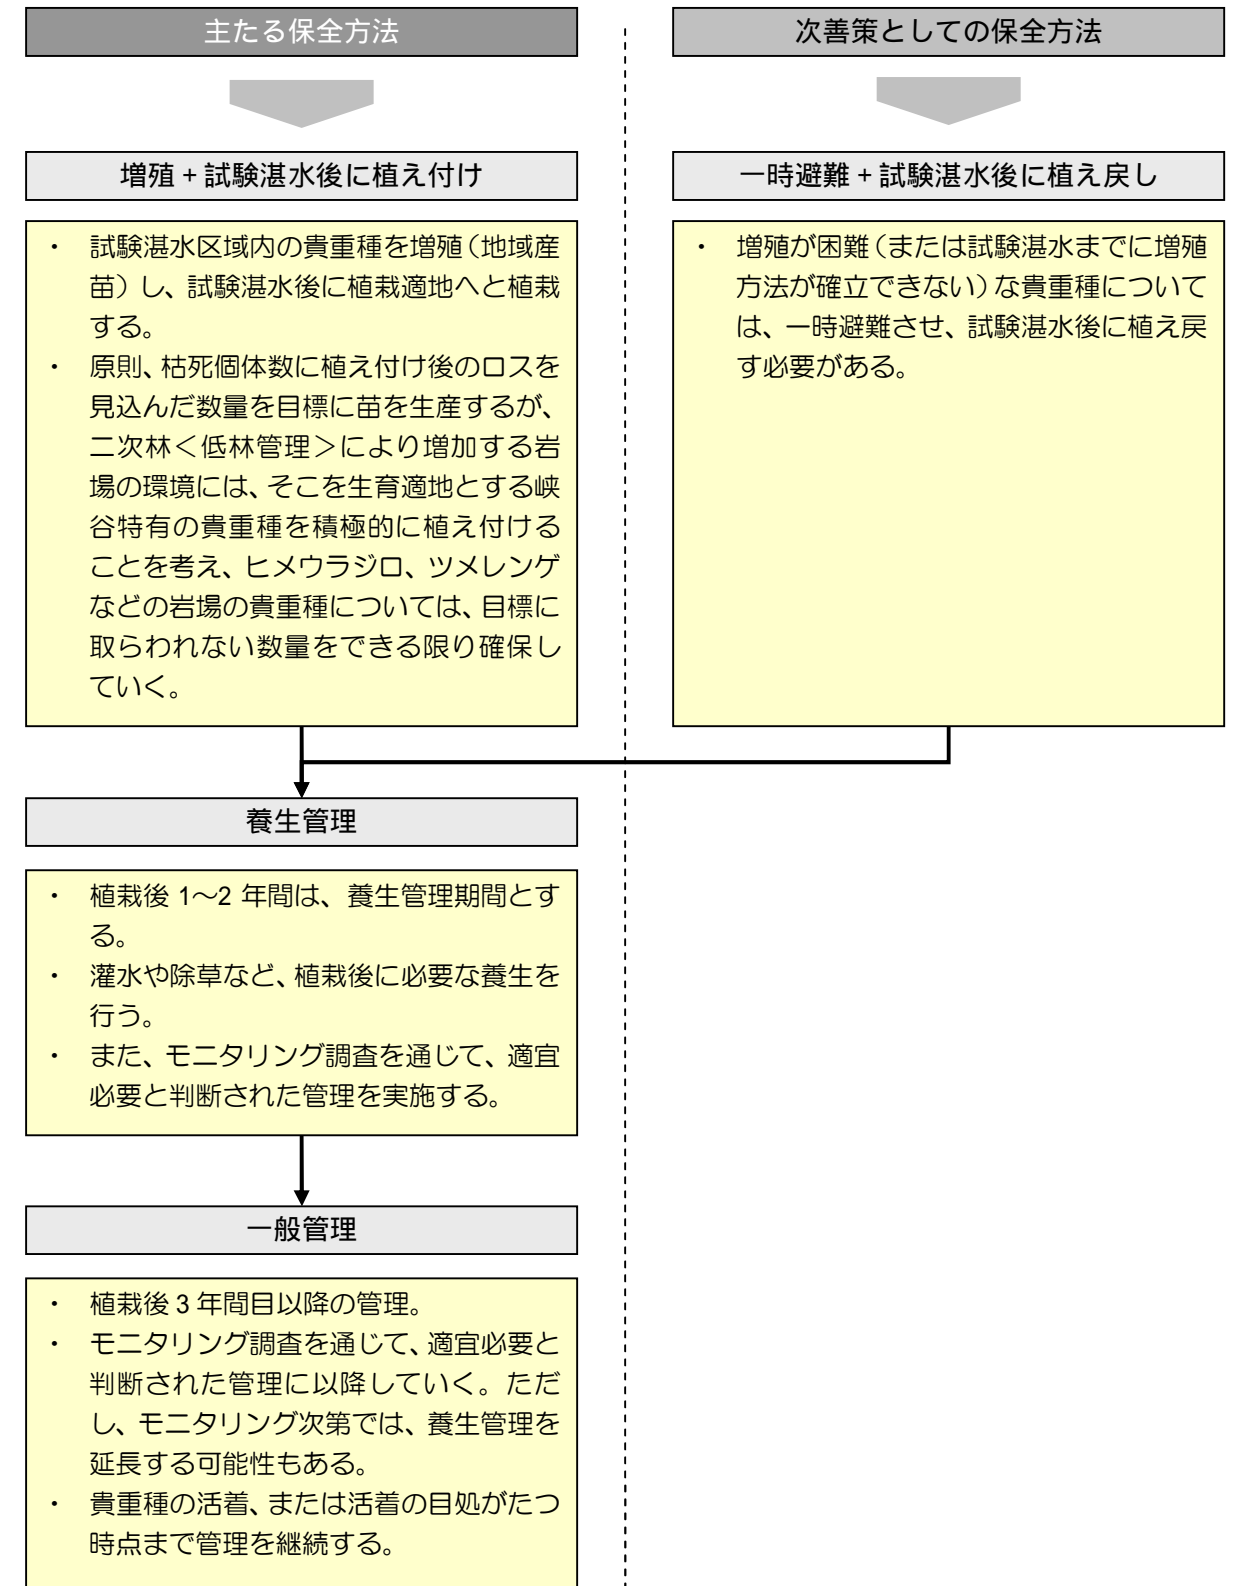 主たる保全方法
増殖+試験湛水後に植え付け
・ 試験湛水区域内の貴重種を増殖(地域産
苗)し、試験湛水後に植栽適地へと植栽
する。
・ 原則、枯死個体数に植え付け後のロスを
見込んだ数量を目標に苗を生産するが、
二次林<低林管理>により増加する岩
場の環境には、そこを生育適地とする峡
谷特有の貴重種を積極的に植え付ける
ことを考え、ヒメウラジロ、ツメレンゲ
などの岩場の貴重種については、目標に
取らわれない数量をできる限り確保し
ていく。
次善策としての保全方法
一時避難+試験湛水後に植え戻し
・ 増殖が困難(または試験湛水までに増殖
方法が確立できない)な貴重種について
は、一時避難させ、試験湛水後に植え戻
す必要がある。
養生管理
・ 植栽後 1~2 年間は、養生管理期間とす
る。
・ 灌水や除草など、植栽後に必要な養生を
行う。
・ また、モニタリング調査を通じて、適宜
必要と判断された管理を実施する。
一般管理
・ 植栽後 3 年間目以降の管理。
・ モニタリング調査を通じて、適宜必要と
判断された管理に以降していく。ただ
し、モニタリング次第では、養生管理を
延長する可能性もある。
・ 貴重種の活着、または活着の目処がたつ
時点まで管理を継続する。